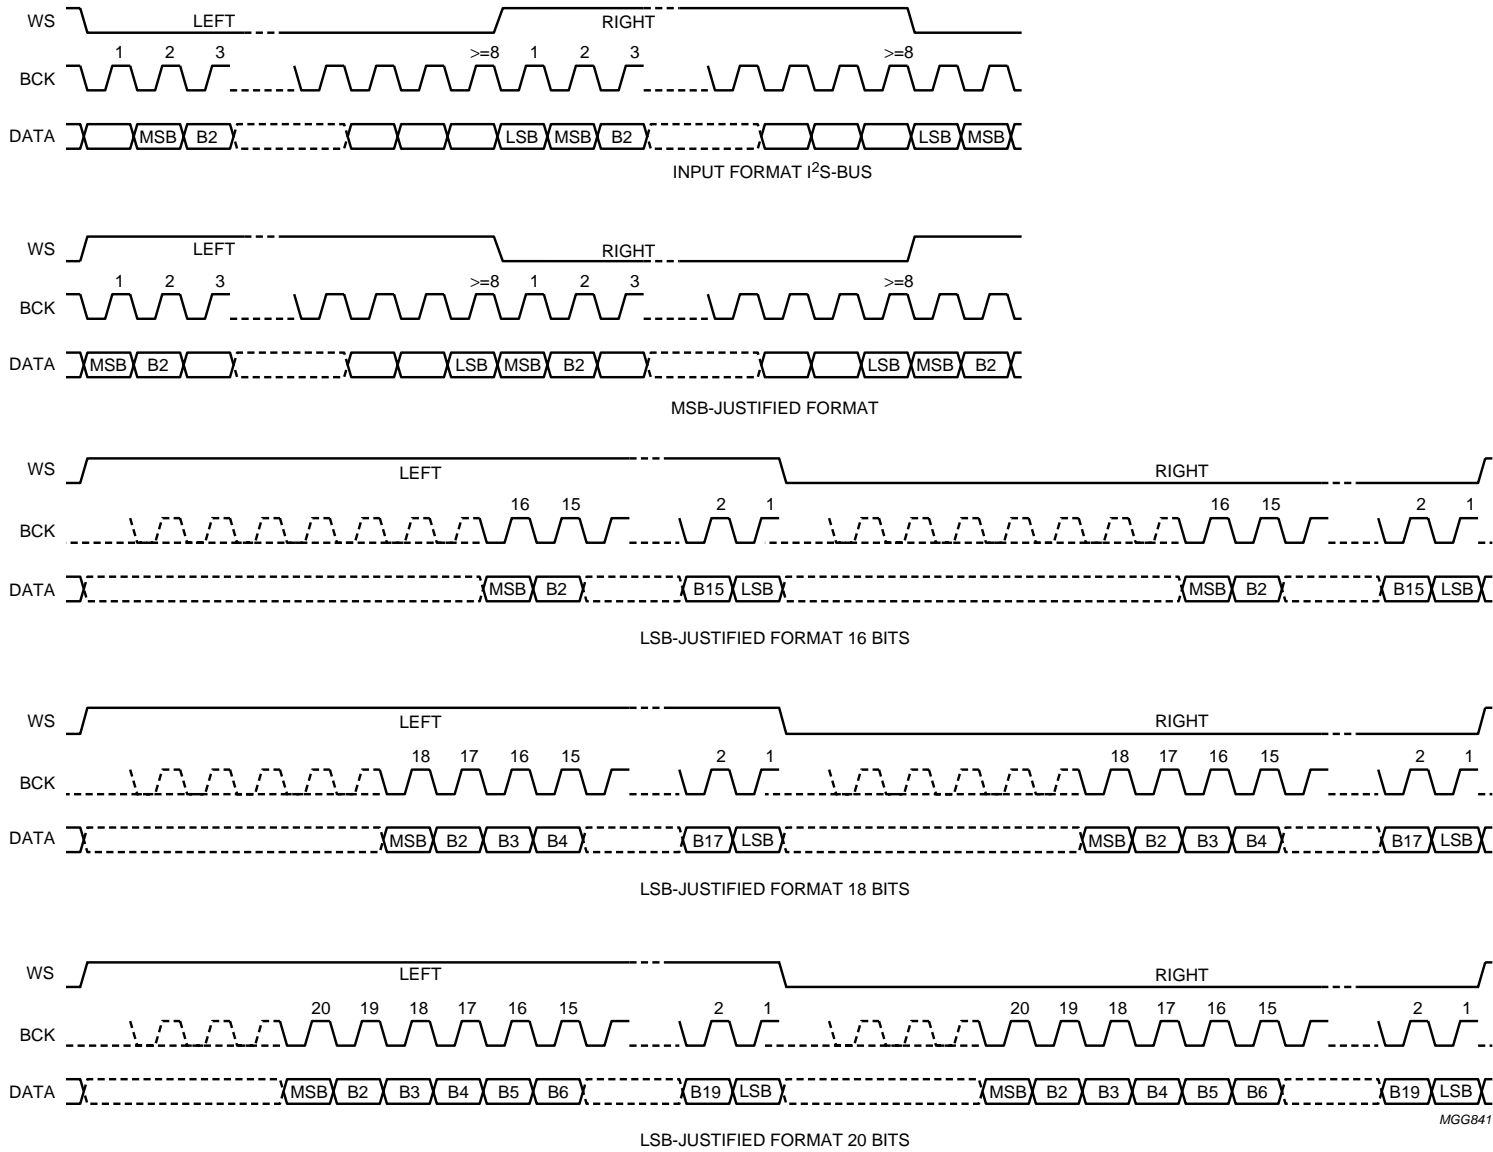 WS LEFT RIGHT
1 2 3 >=8 1 2 3 >=8
BCK
DATA MSB B2 LSB MSB B2 LSB MSB
INPUT FORMAT I²S-BUS
WS LEFT RIGHT
1 2 3 >=8 1 2 3 >=8
BCK
DATA MSB B2 LSB MSB B2 LSB MSB B2
MSB-JUSTIFIED FORMAT
WS LEFT RIGHT
16 15 2 1 16 15 2 1
BCK
DATA MSB B2 B15 LSB MSB B2 B15 LSB
LSB-JUSTIFIED FORMAT 16 BITS
WS LEFT RIGHT
18 17 16 15 2 1 18 17 16 15 2 1
BCK
DATA MSB B2 B3 B4 B17 LSB MSB B2 B3 B4 B17 LSB
LSB-JUSTIFIED FORMAT 18 BITS
WS LEFT RIGHT
20 19 18 17 16 15 2 1 20 19 18 17 16 15 2 1
BCK
DATA MSB B2 B3 B4 B5 B6 B19 LSB MSB B2 B3 B4 B5 B6 B19 LSB
MGG841
LSB-JUSTIFIED FORMAT 20 BITS